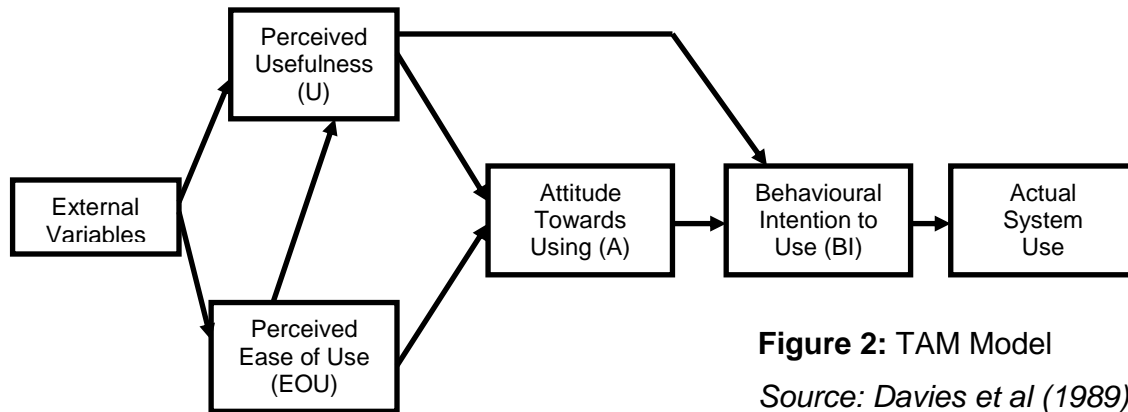 Perceived
Usefulness
(U)
External
Variables
Perceived
Ease of Use
(EOU)
Attitude
Towards
Using (A)
Behavioural
Intention to
Use (BI)
Actual
System
Use
Figure 2: TAM Model
Source: Davies et al (1989)